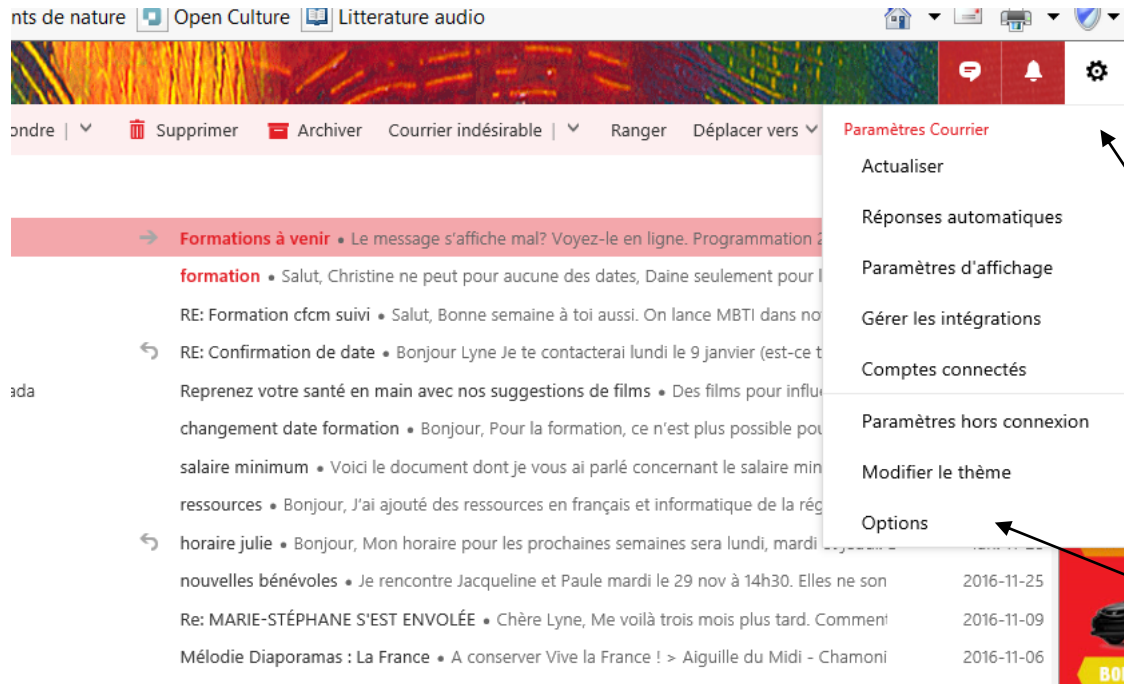 nts de nature Open Culture Litterature audio
ondre | Supprimer Archiver Courrier indésirable | Ranger Déplacer vers
Paramètres Courrier
Actualiser
Réponses automatiques
Paramètres d'affichage
Gérer les intégrations
Comptes connectés
Paramètres hors connexion
Modifier le thème
Options
Formations à venir • Le message s'affiche mal? Voyez-le en ligne. Programmation 2
formation • Salut, Christine ne peut pour aucune des dates, Daine seulement pour l
RE: Formation cfcm suivi • Salut, Bonne semaine à toi aussi. On lance MBTI dans no
RE: Confirmation de date • Bonjour Lyne Je te contacterai lundi le 9 janvier (est-ce t
ada Reprenez votre santé en main avec nos suggestions de films • Des films pour influ
changement date formation • Bonjour, Pour la formation, ce n'est plus possible pou
salaire minimum • Voici le document dont je vous ai parlé concernant le salaire min
ressources • Bonjour, J'ai ajouté des ressources en français et informatique de la rég
horaire julie • Bonjour, Mon horaire pour les prochaines semaines sera lundi, mardi
nouvelles bénévoles • Je rencontre Jacqueline et Paule mardi le 29 nov à 14h30. Elles ne son 2016-11-25
Re: MARIE-STÉPHANE S'EST ENVOLÉE • Chère Lyne, Me voilà trois mois plus tard. Comment 2016-11-09
Mélodie Diaporamas : La France • A conserver Vive la France ! > Aiguille du Midi - Chamoni 2016-11-06
BO